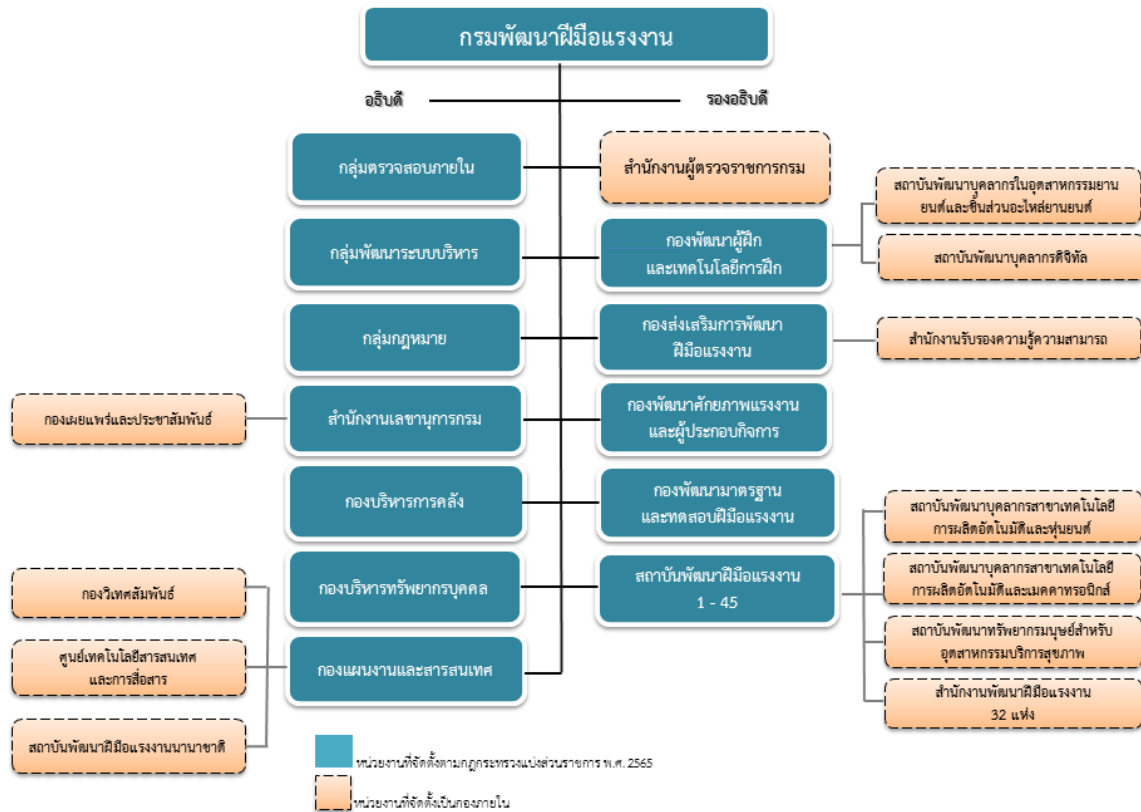 กรมพัฒนาฝีมือแรงงาน
อธิบดี
รองอธิบดี
กลุ่มตรวจสอบภายใน
สำนักงานผู้ตรวจราชการกรม
สถาบันพัฒนาบุคลากรในอุตสาหกรรมยาน
ยนต์และชิ้นส่วนอะไหล่ยานยนต์
กลุ่มพัฒนาระบบบริหาร
กองพัฒนาผู้ฝึก
และเทคโนโลยีการฝึก
สถาบันพัฒนาบุคลากรดิจิทัล
กลุ่มกฎหมาย
กองส่งเสริมการพัฒนา
ฝีมือแรงงาน
สำนักงานรับรองความรู้ความสามารถ
กองเผยแพร่และประชาสัมพันธ์
สำนักงานเลขานุการกรม
กองพัฒนาศักยภาพแรงงาน
และผู้ประกอบกิจการ
กองบริหารการคลัง
กองพัฒนามาตรฐาน
และทดสอบฝีมือแรงงาน
สถาบันพัฒนาบุคลากรสาขาเทคโนโลยี
การผลิตอัตโนมัติและหุ่นยนต์
กองวิเทศสัมพันธ์
กองบริหารทรัพยากรบุคคล
สถาบันพัฒนาฝีมือแรงงาน
1 - 45
สถาบันพัฒนาบุคลากรสาขาเทคโนโลยี
การผลิตอัตโนมัติและเมคคาทรอนิกส์
สถาบันพัฒนาทรัพยากรมนุษย์สำหรับ
อุตสาหกรรมบริการสุขภาพ
ศูนย์เทคโนโลยีสารสนเทศ
และการสื่อสาร
กองแผนงานและสารสนเทศ
สำนักงานพัฒนาฝีมือแรงงาน
32 แห่ง
สถาบันพัฒนาฝีมือแรงงานนานาชาติ
หน่วยงานที่จัดตั้งตามกฎกระทรวงแบ่งส่วนราชการ พ.ศ. 2565
หน่วยงานที่จัดตั้งเป็นกองภายใน